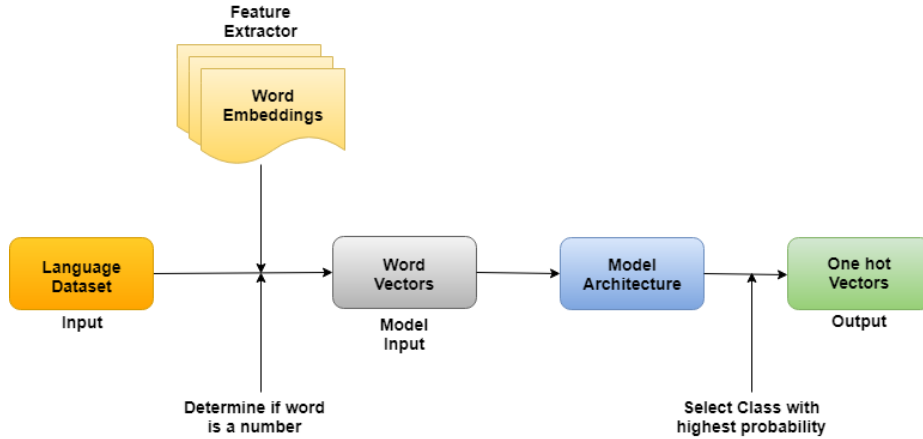 Feature
Extractor
Word
Embeddings
Language
Dataset
Input
Word
Vectors
Model
Input
Model
Architecture
One hot
Vectors
Output
Determine if word
is a number
Select Class with
highest probability